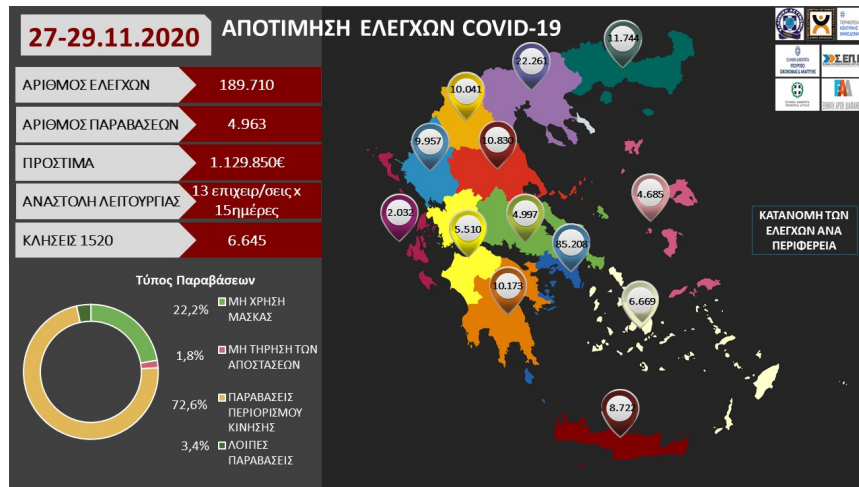 27-29.11.2020
ΑΠΟΤΙΜΗΣΗ ΕΛΕΓΧΩΝ COVID-19
ΑΡΙΘΜΟΣ ΕΛΕΓΧΩΝ 189.710
ΑΡΙΘΜΟΣ ΠΑΡΑΒΑΣΕΩΝ 4.963
ΠΡΟΣΤΙΜΑ 1.129.850€
ΑΝΑΣΤΟΛΗ ΛΕΙΤΟΥΡΓΙΑΣ 13 επιχειρ/σεις x
15ημέρες
ΚΛΗΣΕΙΣ 1520 6.645
Τύπος Παραβάσεων
22,2% ΜΗ ΧΡΗΣΗ
ΜΑΣΚΑΣ
1,8% ΜΗ ΤΗΡΗΣΗ ΤΩΝ
ΑΠΟΣΤΑΣΕΩΝ
72,6% ΠΑΡΑΒΑΣΕΙΣ
ΠΕΡΙΟΡΙΣΜΟΥ
ΚΙΝΗΣΗΣ
3,4% ΛΟΙΠΕΣ
ΠΑΡΑΒΑΣΕΙΣ
11.744
22.261
10.041
9.957
10.830
4.685
2.032
5.510
4.997
85.208
10.173
6.669
8.722
ΚΑΤΑΝΟΜΗ ΤΩΝ
ΕΛΕΓΧΩΝ ΑΝΑ
ΠΕΡΙΦΕΡΕΙΑ